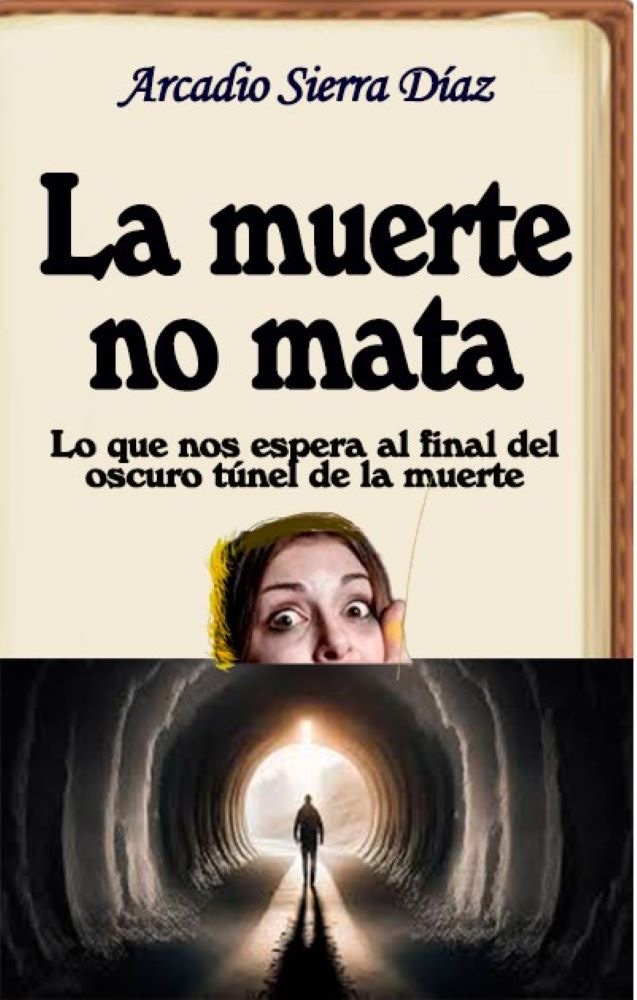 Arcadio Sierra Díaz
La muerte
no mata
Lo que nos espera al final del
oscuro túnel de la muerte